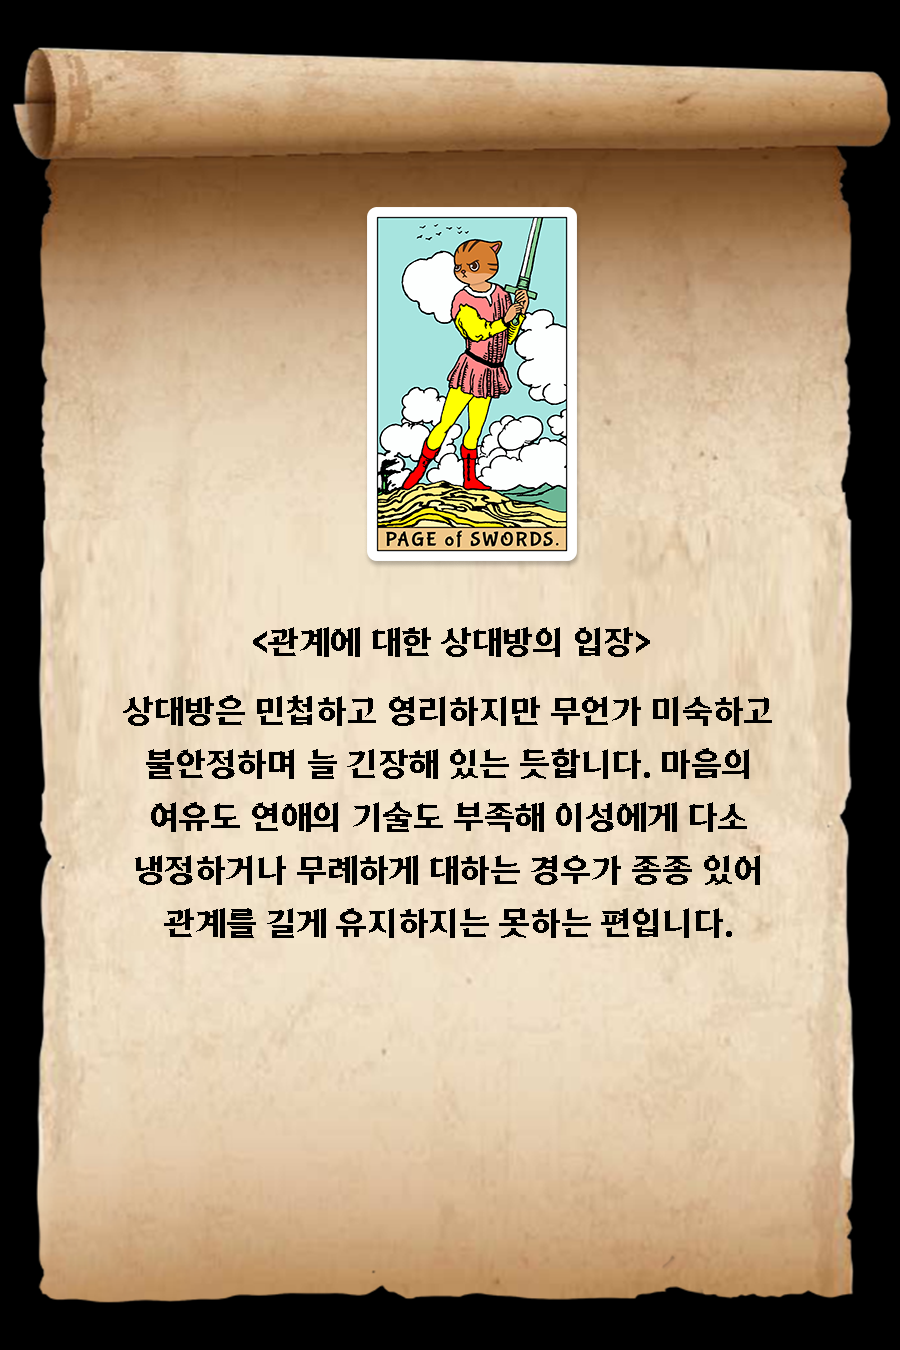 PAGE of SWORDS.
<관계에 대한 상대방의 입장>
상대방은 민첩하고 영리하지만 무언가 미숙하고
불안정하며 늘 긴장해 있는 듯합니다. 마음의
여유도 연애의 기술도 부족해 이성에게 다소
냉정하거나 무례하게 대하는 경우가 종종 있어
관계를 길게 유지하지는 못하는 편입니다.